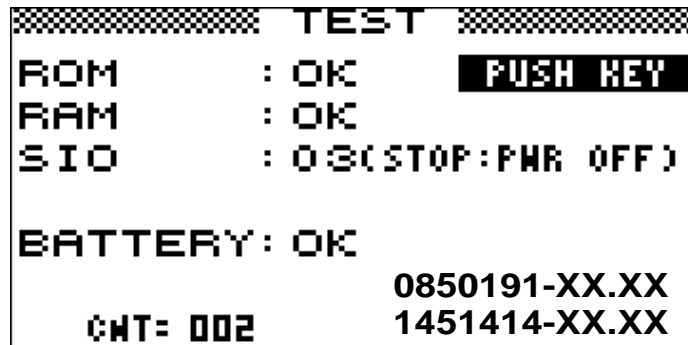 TEST
ROM : OK PUSH KEY
RAM : OK
SIO : 03(STOP:PWR OFF)
BATTERY: OK
0850191-XX.XX
CNT= 002 1451414-XX.XX